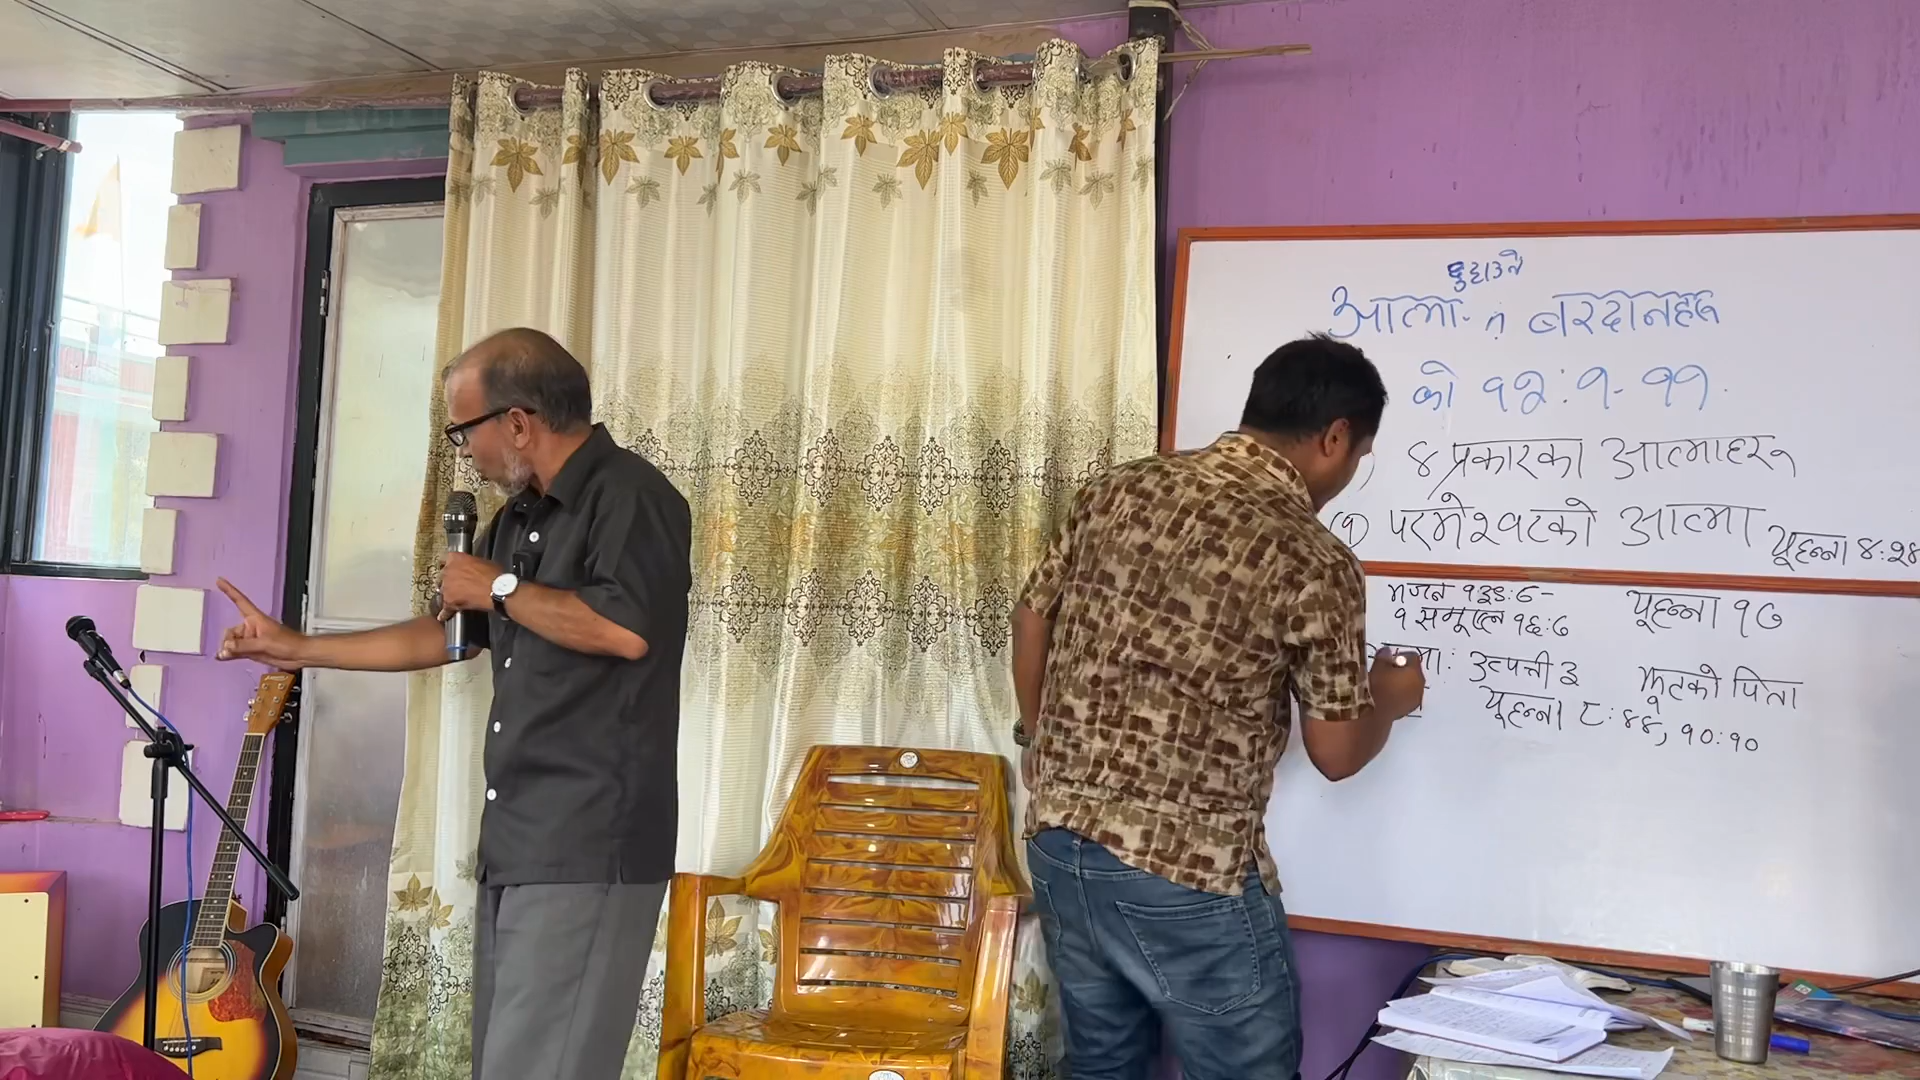 छुट्टाउने
आत्मा: न बरदानहरू
को १२:१-११.
४ प्रकारका आत्माहरू
(१) परमेश्वरको आत्मा यूहन्ना ४:२४
भजन १३९:७-
१ समूएल १६:७ यूहन्ना १७
उत्पत्ती ३ झूटको पिता
यूहन्ना ८:४४, १०:१०